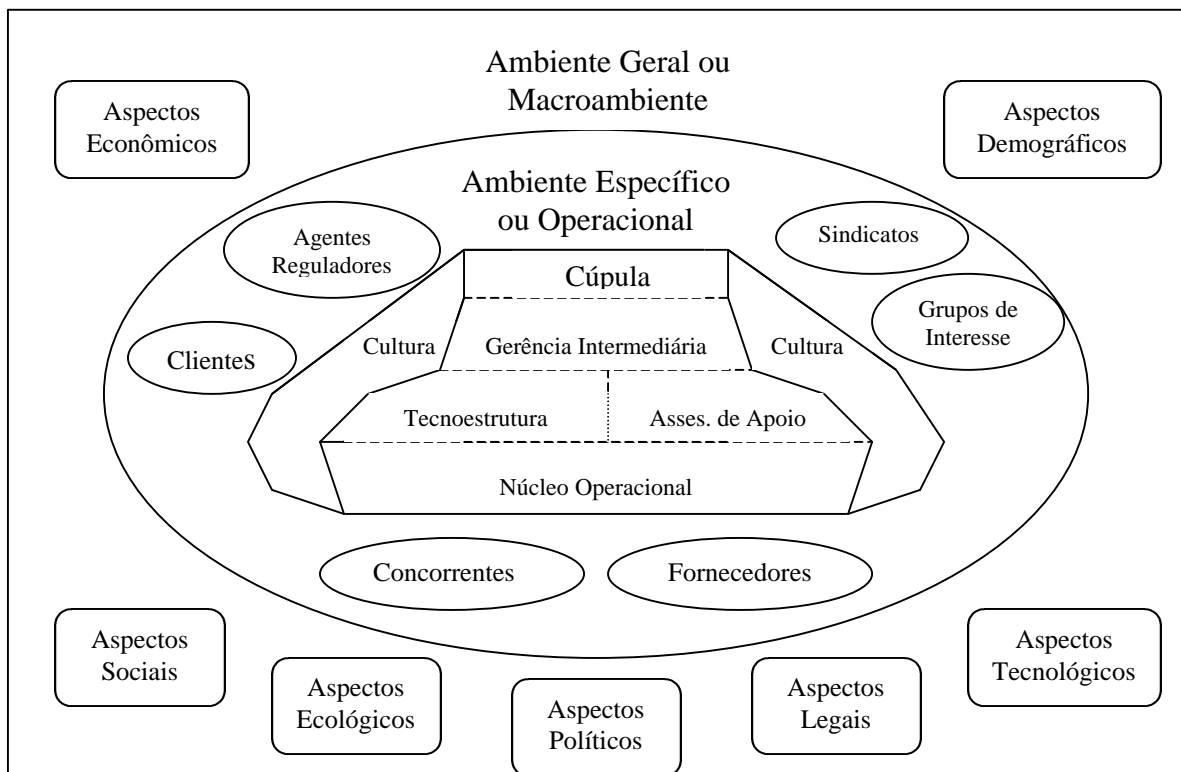 Ambiente Geral ou
Macroambiente
Aspectos
Econômicos
Aspectos
Demográficos
Ambiente Específico
ou Operacional
Agentes
Reguladores
Sindicatos
Cúpula
Grupos de
Interesse
Clientes
Cultura
Gerência Intermediária
Cultura
Tecnoestrutura
Asses. de Apoio
Núcleo Operacional
Concorrentes
Fornecedores
Aspectos
Sociais
Aspectos
Ecológicos
Aspectos
Políticos
Aspectos
Legais
Aspectos
Tecnológicos